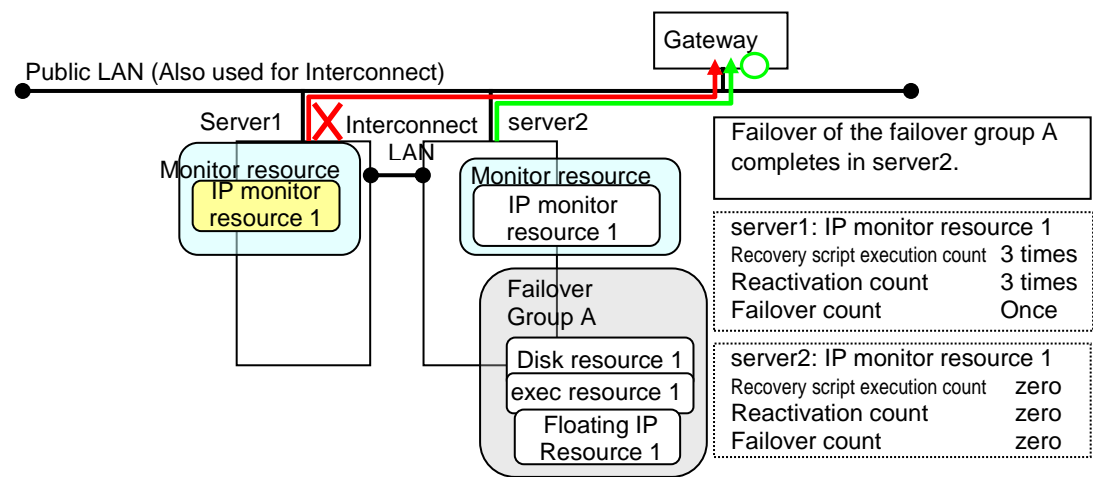 Gateway
Public LAN (Also used for Interconnect)
Server1
Interconnect
LAN
server2
Monitor resource
IP monitor
resource 1
Monitor resource
IP monitor
resource 1
Failover
Group A
Disk resource 1
exec resource 1
Floating IP
Resource 1
Failover of the failover group A
completes in server2.
server1: IP monitor resource 1
Recovery script execution count 3 times
Reactivation count 3 times
Failover count Once
server2: IP monitor resource 1
Recovery script execution count zero
Reactivation count zero
Failover count zero